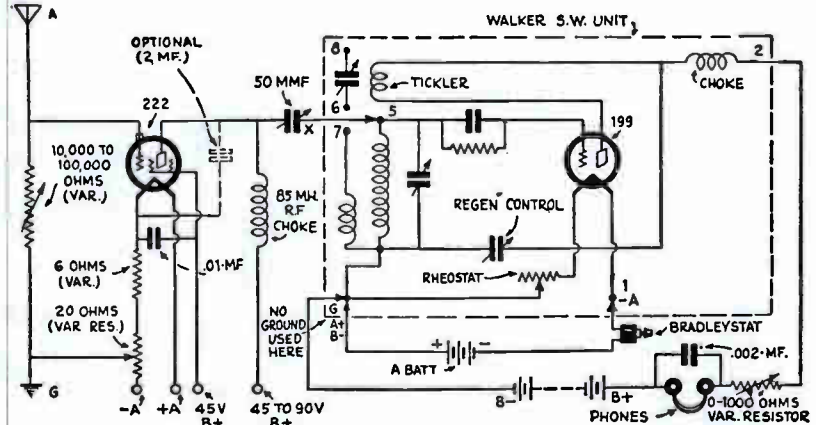 WALKER S.W. UNIT
A
OPTIONAL
(2 MF.)
222
50 MMF
X
8
6
7
5
TICKLER
2
CHOKE
199
10,000 TO
100,000
OHMS
(VAR.)
85 MH.
R.F
CHOKE
REGEN CONTROL
.01-MF
6 OHMS
(VAR.)
RHEOSTAT
20 OHMS
(VAR RES.)
NO
GROUND
USED
HERE
G
A+
B-
1
-A
BRADLEYSTAT
+
-
A BATT
.002-MF.
G
-A
+A
45V
B+
45 TO 90V
B+
B-
B+
PHONES
0-1000 OHMS
VAR. RESISTOR